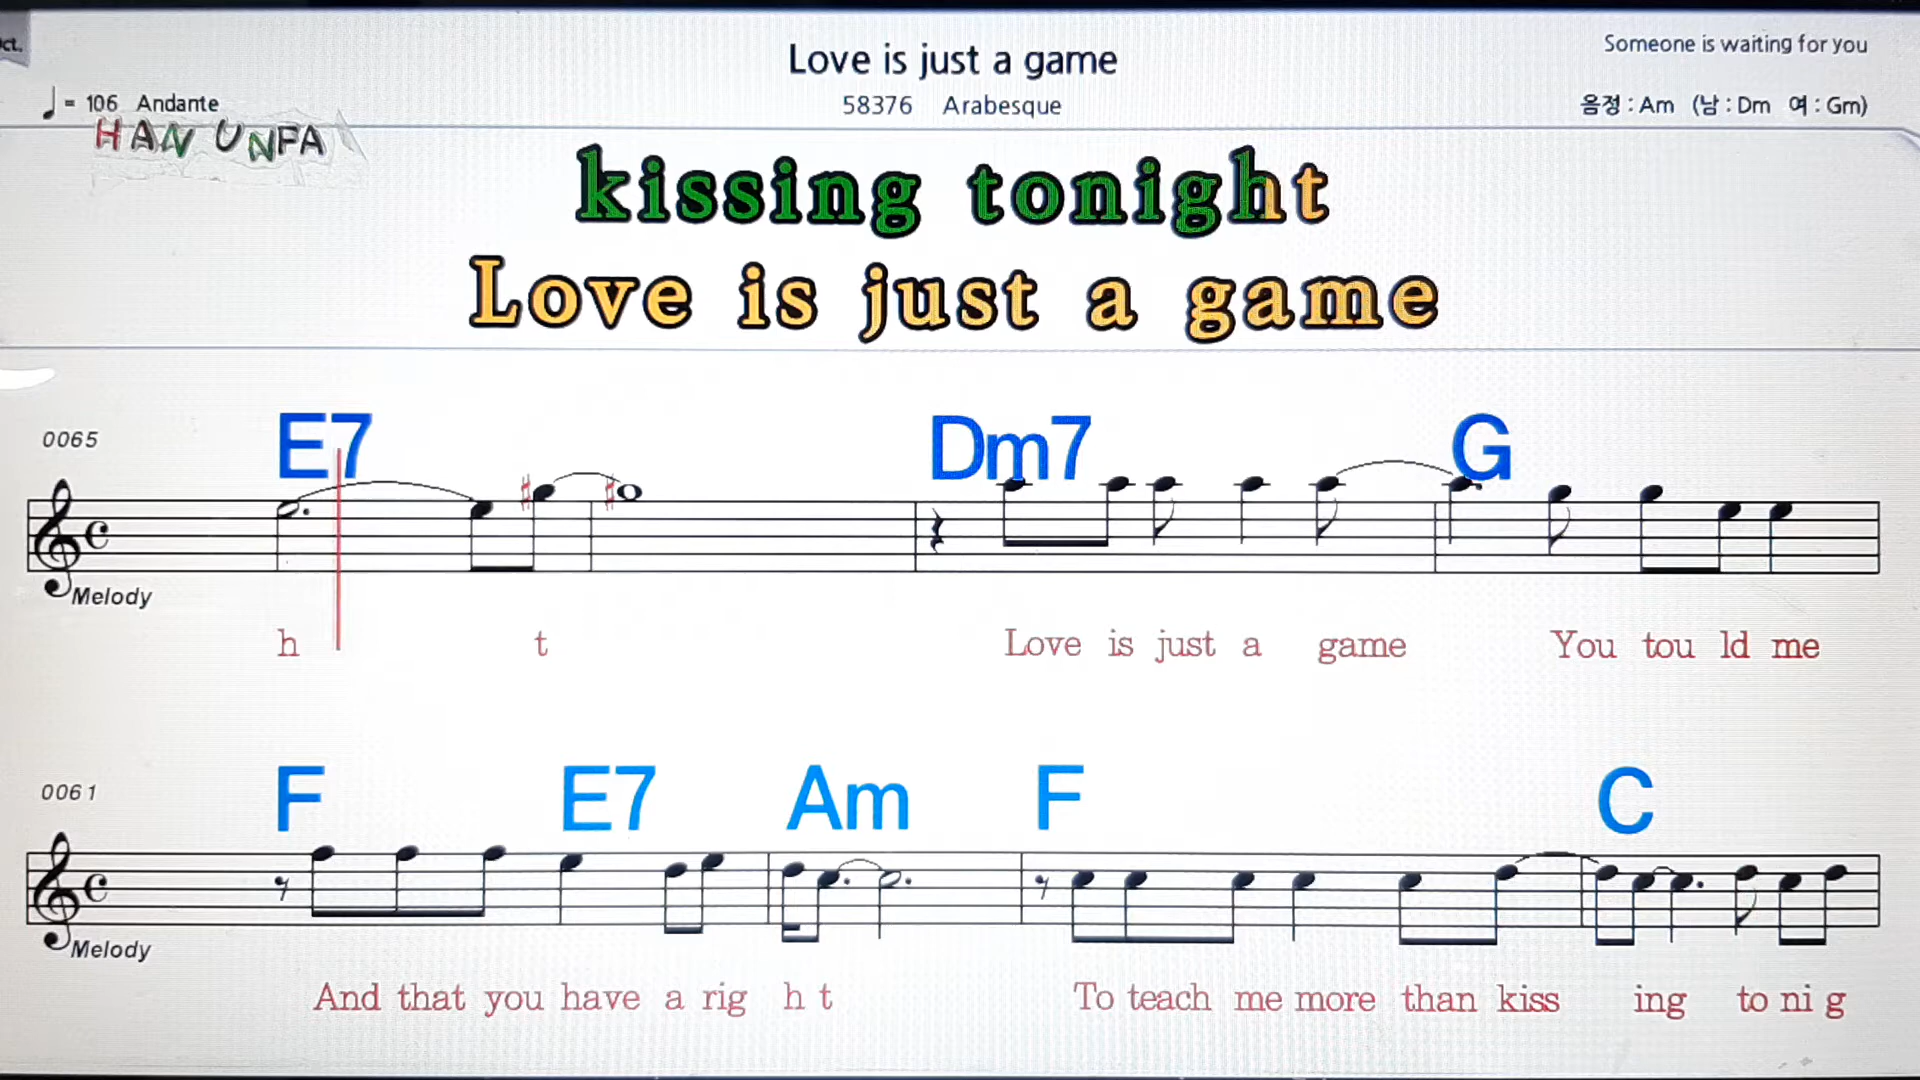 ct.
Love is just a game
Someone is waiting for you
= 106 Andante
58376 Arabesque
음정 : Am (남 : Dm 여 : Gm)
HAN UNFA
kissing tonight
Love is just a game
0065
E7 Dm7 G
Melody
h t Love is just a game You tou ld me
0061
F E7 Am F C
Melody
And that you have a rig h t To teach me more than kiss ing to ni g